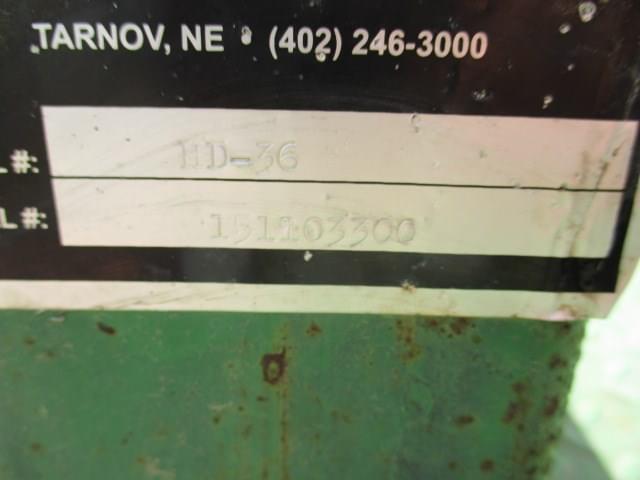 TARNOV, NE • (402) 246-3000
L #: HD-36
L #: 151103300